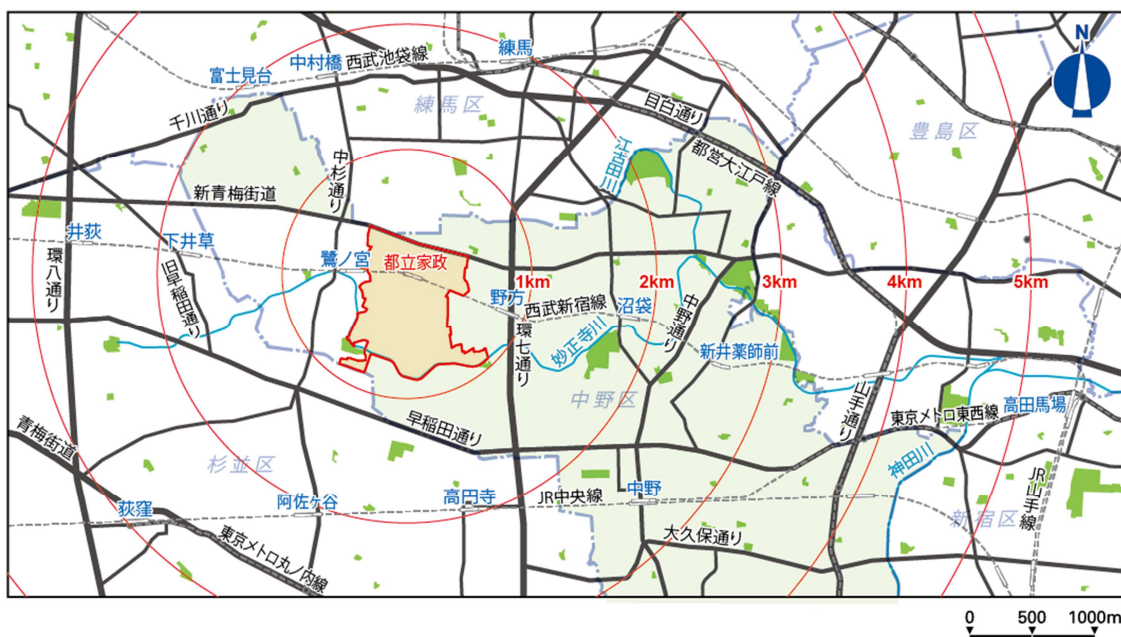 N
練馬
中村橋
西武池袋線
富士見台
練馬区
目白通り
豊島区
千川通り
江古田川
都営大江戸線
中杉通り
新青梅街道
井荻
下井草
鷺ノ宮
都立家政
1km
2km
3km
4km
5km
環八通り
旧早稲田通り
野方
西武新宿線
沼袋
中野通り
環七通り
妙正寺川
新井薬師前
中野区
山手通り
東京メトロ東西線
高田馬場
早稲田通り
青梅街道
杉並区
神田川
JR山手線
荻窪
阿佐ヶ谷
高円寺
JR中央線
中野
新宿区
大久保通り
東京メトロ丸ノ内線
0 500 1000m